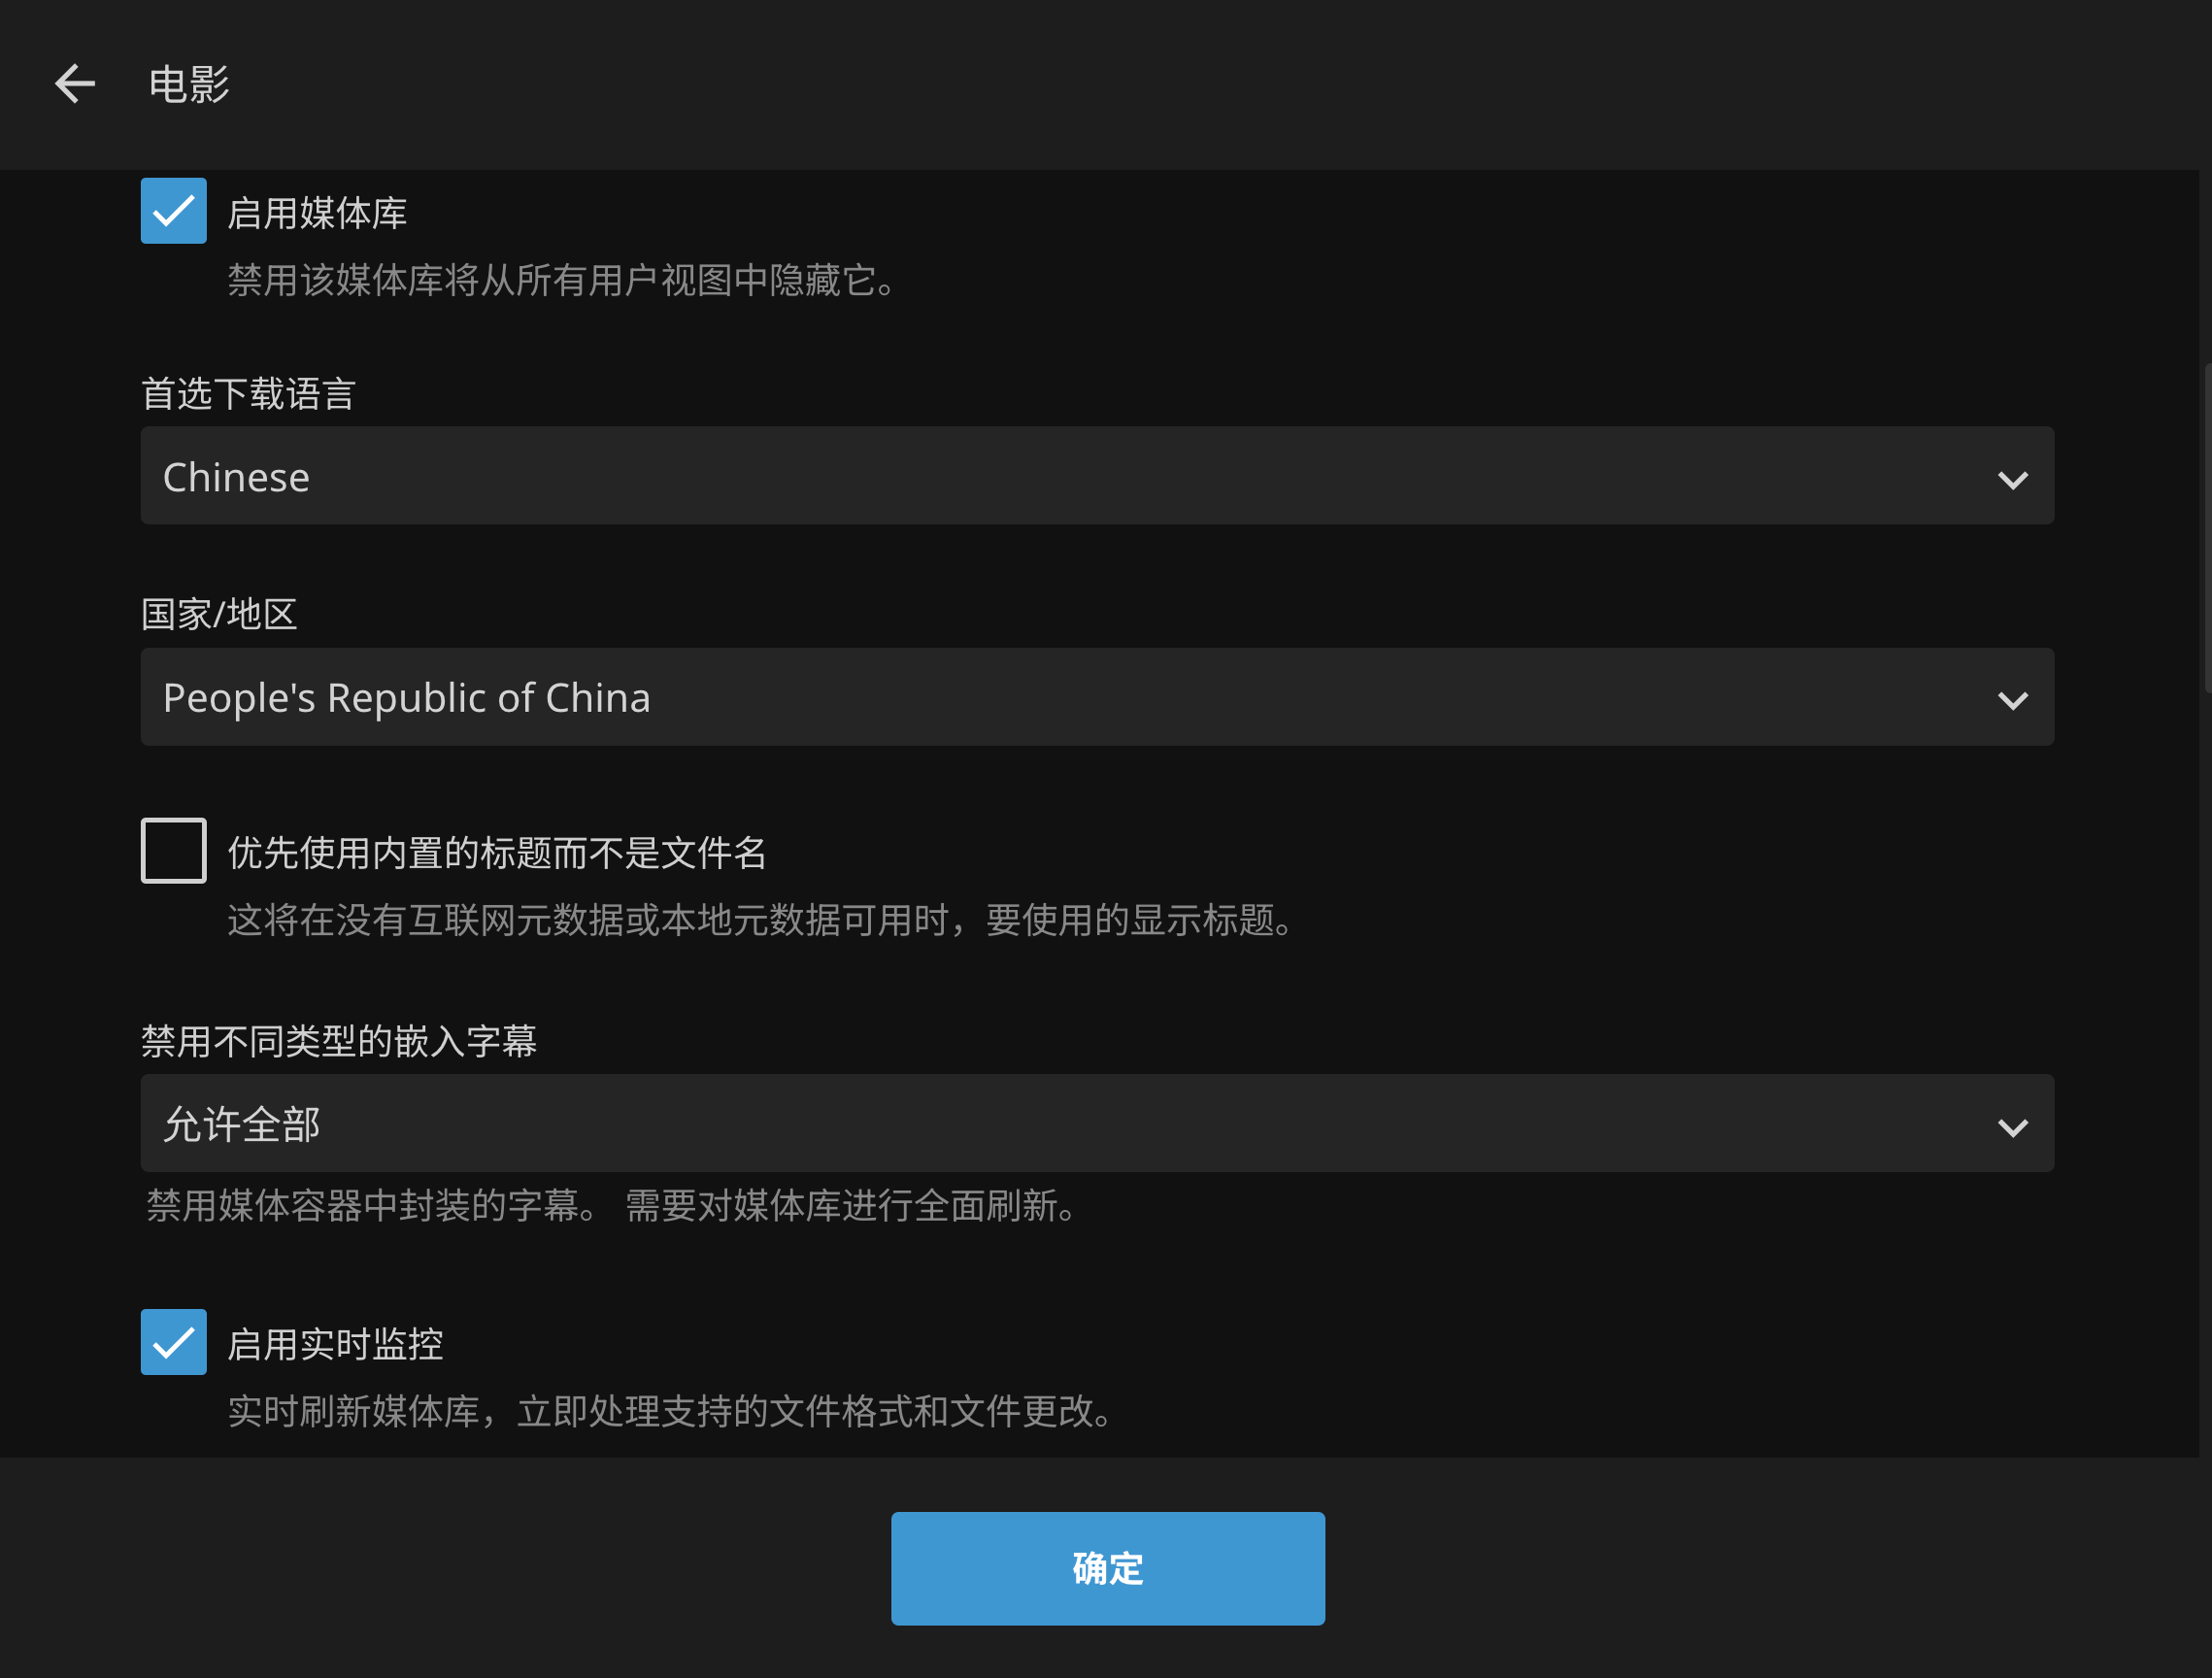 电影
启用媒体库
禁用该媒体库将从所有用户视图中隐藏它。
首选下载语言
Chinese
国家/地区
People's Republic of China
优先使用内置的标题而不是文件名
这将在没有互联网元数据或本地元数据可用时，要使用的显示标题。
禁用不同类型的嵌入字幕
允许全部
禁用媒体容器中封装的字幕。 需要对媒体库进行全面刷新。
启用实时监控
实时刷新媒体库，立即处理支持的文件格式和文件更改。
确定